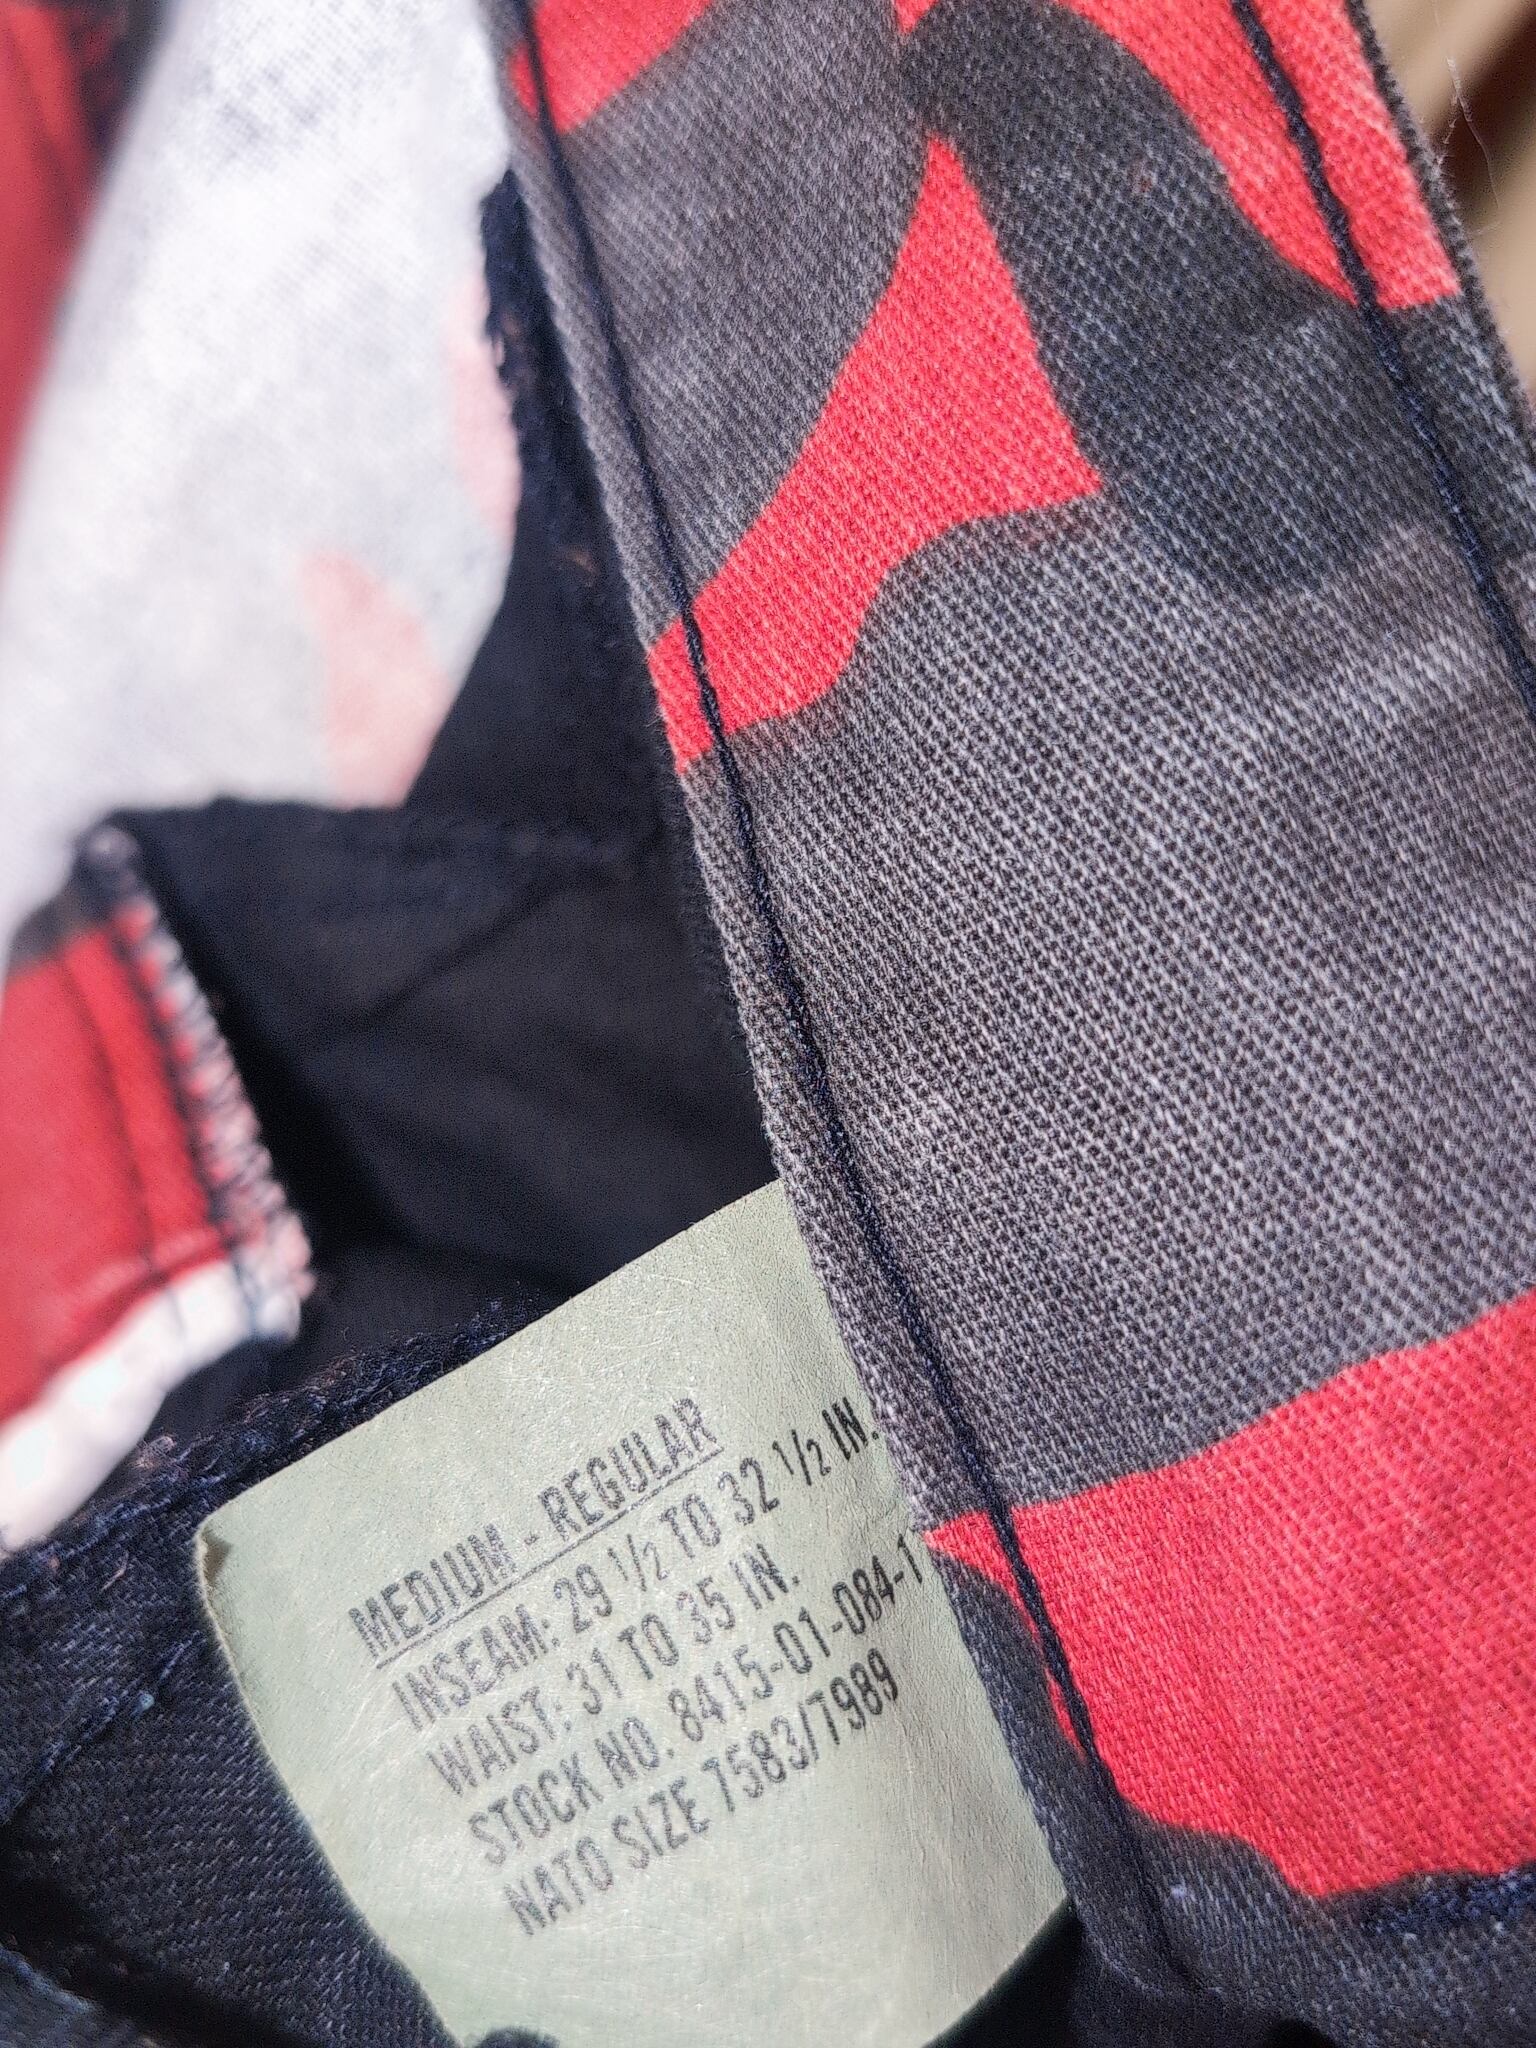 MEDIUM - REGULAR
INSEAM: 29 1/2 TO 32 1/2 IN.
WAIST: 31 TO 35 IN.
STOCK NO. 8415-01-084-1
NATO SIZE 7583/7989